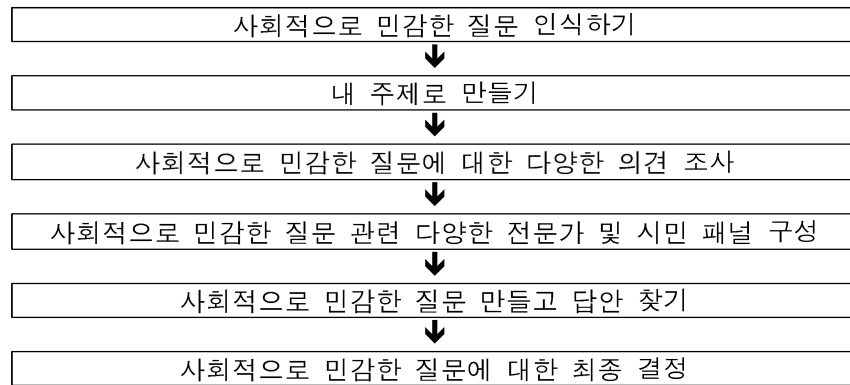 사회적으로 민감한 질문 인식하기
내 주제로 만들기
사회적으로 민감한 질문에 대한 다양한 의견 조사
사회적으로 민감한 질문 관련 다양한 전문가 및 시민 패널 구성
사회적으로 민감한 질문 만들고 답안 찾기
사회적으로 민감한 질문에 대한 최종 결정